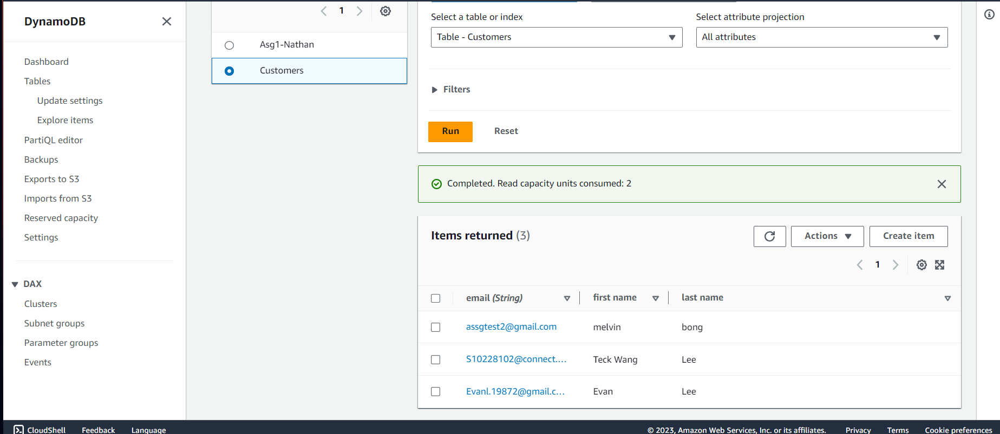 DynamoDB
Dashboard
Tables
Update settings
Explore items
PartiQL editor
Backups
Exports to S3
Imports from S3
Reserved capacity
Settings
DAX
Clusters
Subnet groups
Parameter groups
Events
1
Asg1-Nathan
Customers
Select a table or index
Table - Customers
Select attribute projection
All attributes
Filters
Run Reset
Completed. Read capacity units consumed: 2
Items returned (3)
Actions
Create item
1
email (String) first name last name
assgtest2@gmail.com melvin bong
S10228102@connect.... Teck Wang Lee
Evanl.19872@gmail.c... Evan Lee
CloudShell Feedback Language © 2023, Amazon Web Services, Inc. or its affiliates. Privacy Terms Cookie preferences